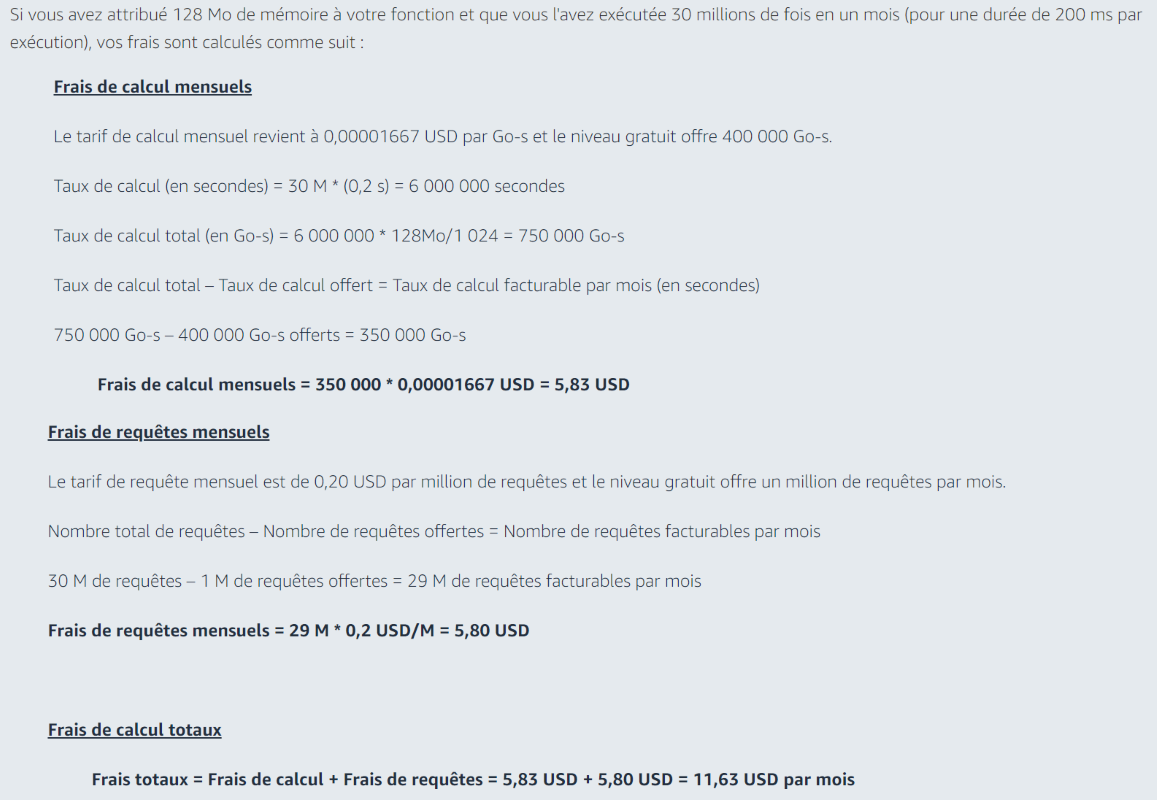 Si vous avez attribué 128 Mo de mémoire à votre fonction et que vous l'avez exécutée 30 millions de fois en un mois (pour une durée de 200 ms par
exécution), vos frais sont calculés comme suit :
Frais de calcul mensuels
Le tarif de calcul mensuel revient à 0,00001667 USD par Go-s et le niveau gratuit offre 400 000 Go-s.
Taux de calcul (en secondes) = 30 M * (0,2 s) = 6 000 000 secondes
Taux de calcul total (en Go-s) = 6 000 000 * 128Mo/1 024 = 750 000 Go-s
Taux de calcul total – Taux de calcul offert = Taux de calcul facturable par mois (en secondes)
750 000 Go-s – 400 000 Go-s offerts = 350 000 Go-s
Frais de calcul mensuels = 350 000 * 0,00001667 USD = 5,83 USD
Frais de requêtes mensuels
Le tarif de requête mensuel est de 0,20 USD par million de requêtes et le niveau gratuit offre un million de requêtes par mois.
Nombre total de requêtes – Nombre de requêtes offertes = Nombre de requêtes facturables par mois
30 M de requêtes – 1 M de requêtes offertes = 29 M de requêtes facturables par mois
Frais de requêtes mensuels = 29 M * 0,2 USD/M = 5,80 USD
Frais de calcul totaux
Frais totaux = Frais de calcul + Frais de requêtes = 5,83 USD + 5,80 USD = 11,63 USD par mois